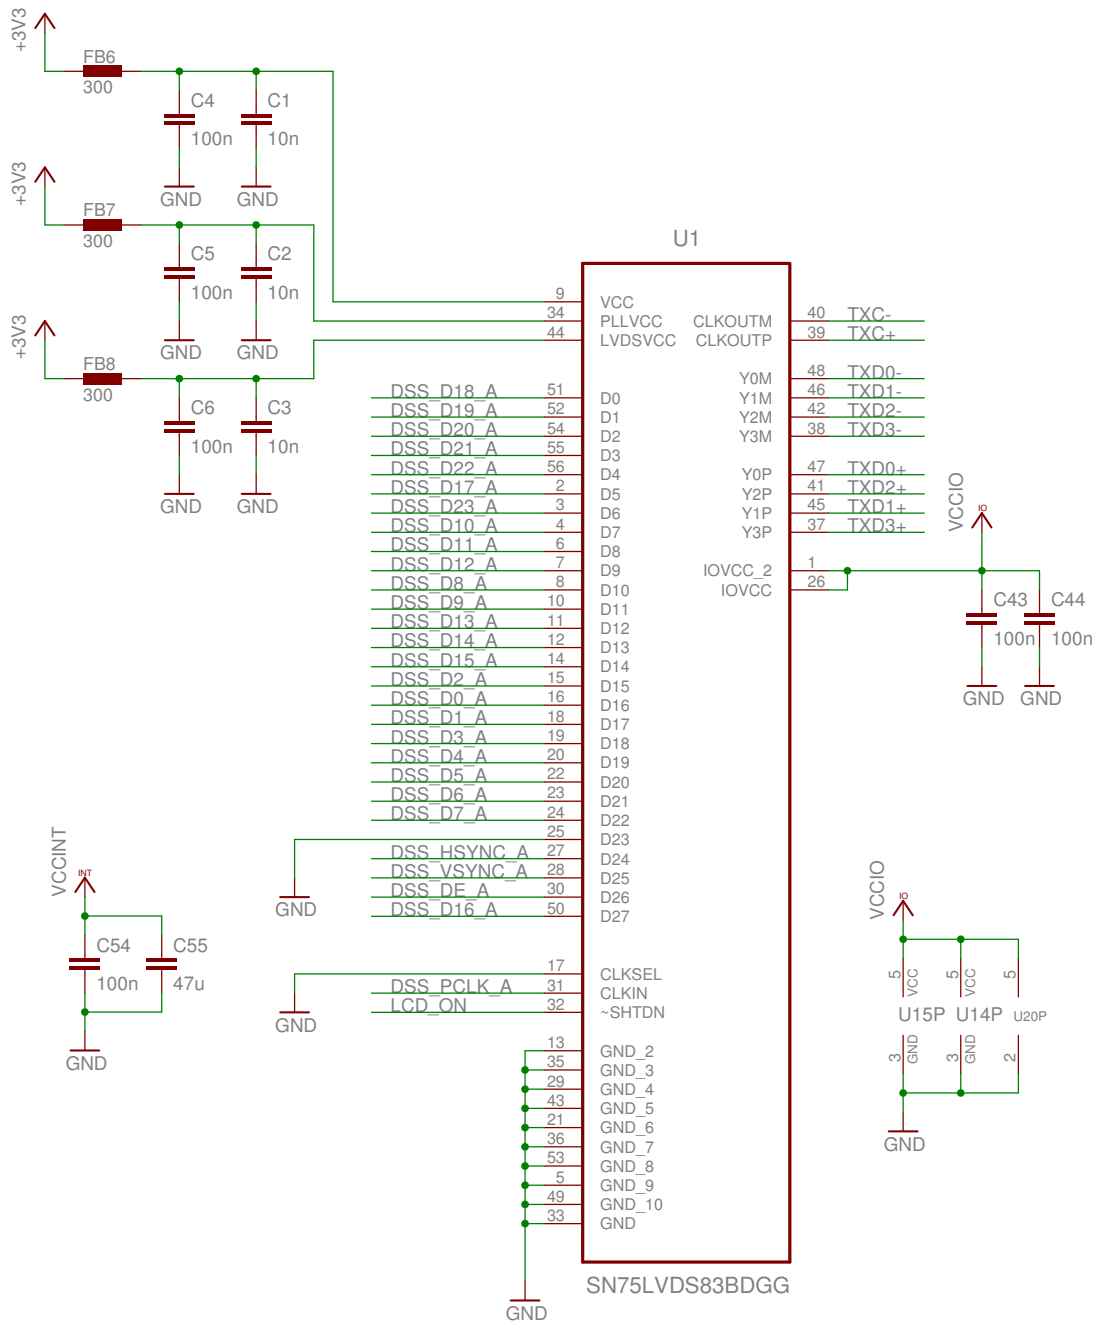 +3V3
FB6
300
C4
100n
C1
10n
GND
GND
+3V3
FB7
300
C5
100n
C2
10n
GND
GND
+3V3
FB8
300
C6
100n
C3
10n
GND
GND
U1
9 VCC
34 PLLVCC
44 LVDSVCC
DSS_D18_A 51 D0
DSS_D19_A 52 D1
DSS_D20_A 54 D2
DSS_D21_A 55 D3
DSS_D22_A 56 D4
DSS_D17_A 2 D5
DSS_D23_A 3 D6
DSS_D10_A 4 D7
DSS_D11_A 6 D8
DSS_D12_A 7 D9
DSS_D8_A 8 D10
DSS_D9_A 10 D11
DSS_D13_A 11 D12
DSS_D14_A 12 D13
DSS_D15_A 14 D14
DSS_D2_A 15 D15
DSS_D0_A 16 D16
DSS_D1_A 18 D17
DSS_D3_A 19 D18
DSS_D4_A 20 D19
DSS_D5_A 22 D20
DSS_D6_A 23 D21
DSS_D7_A 24 D22
25 D23
DSS_HSYNC_A 27 D24
DSS_VSYNC_A 28 D25
DSS_DE_A 30 D26
DSS_D16_A 50 D27
GND
17 CLKSEL
DSS_PCLK_A 31 CLKIN
LCD_ON 32 ~SHTDN
GND
13 GND_2
35 GND_3
29 GND_4
43 GND_5
21 GND_6
36 GND_7
53 GND_8
5 GND_9
49 GND_10
33 GND
GND
SN75LVDS83BDGG
CLKOUTM 40 TXC-
CLKOUTP 39 TXC+
Y0M 48 TXD0-
Y1M 46 TXD1-
Y2M 42 TXD2-
Y3M 38 TXD3-
Y0P 47 TXD0+
Y2P 41 TXD2+
Y1P 45 TXD1+
Y3P 37 TXD3+
IOVCC_2 1
IOVCC 26
VCCIO
IO
C43
100n
C44
100n
GND
GND
VCCINT
INT
C54
100n
C55
47u
GND
VCCIO
IO
5 VCC
5 VCC
5
U15P
U14P
U20P
3 GND
3 GND
2
GND